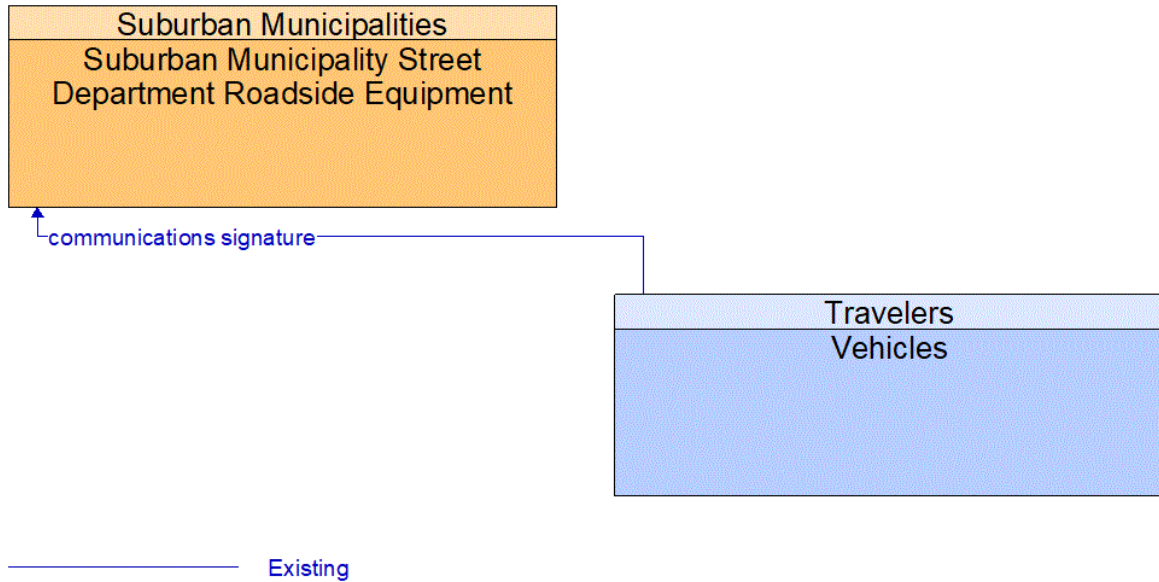 Suburban Municipalities
Suburban Municipality Street
Department Roadside Equipment
communications signature
Travelers
Vehicles
Existing